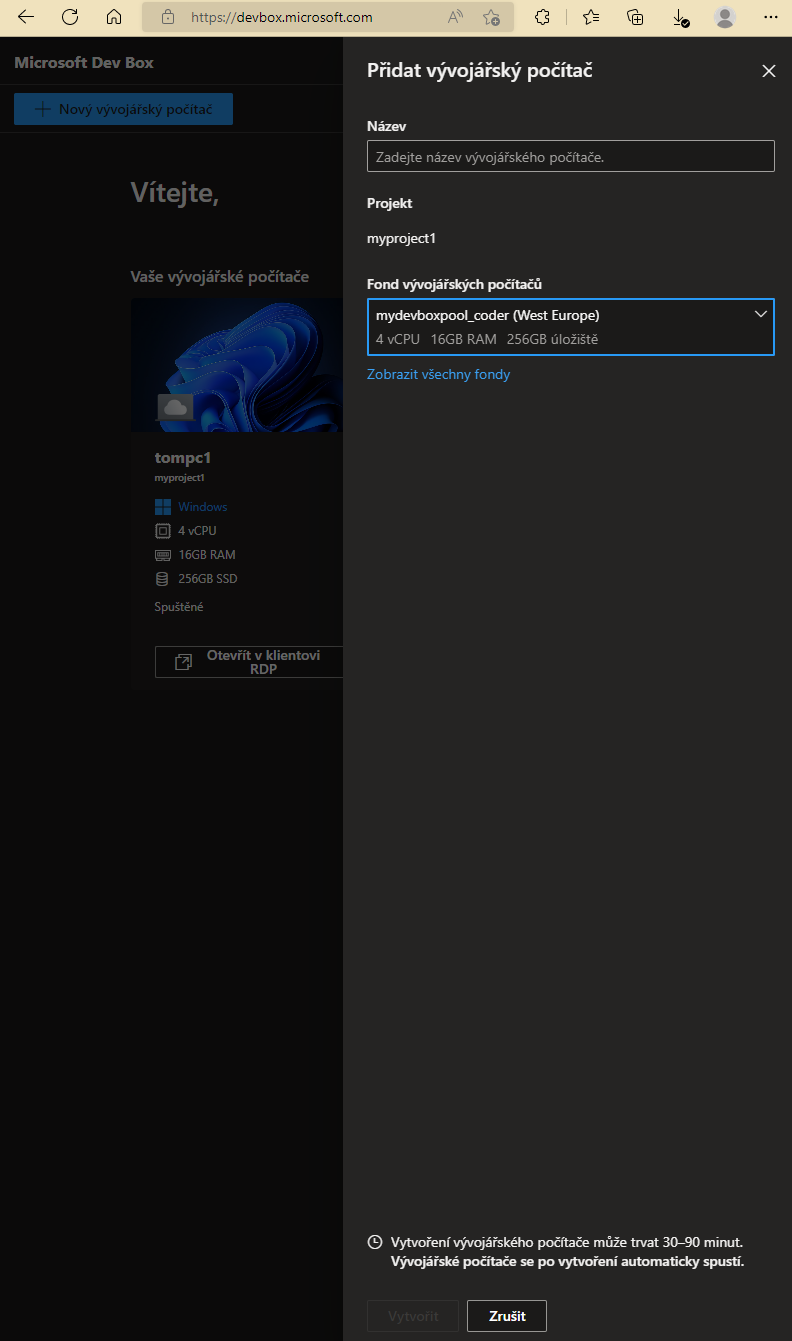 https://devbox.microsoft.com
Microsoft Dev Box
Nový vývojářský počítač
Vítejte,
Vaše vývojářské počítače
tompc1
myproject1
Windows
4 vCPU
16GB RAM
256GB SSD
Spuštěné
Otevřít v klientovi
RDP
Přidat vývojářský počítač
Název
Zadejte název vývojářského počítače.
Projekt
myproject1
Fond vývojářských počítačů
mydevboxpool_coder (West Europe)
4 vCPU 16GB RAM 256GB úložiště
Zobrazit všechny fondy
Vytvoření vývojářského počítače může trvat 30–90 minut.
Vývojářské počítače se po vytvoření automaticky spustí.
Vytvořit
Zrušit